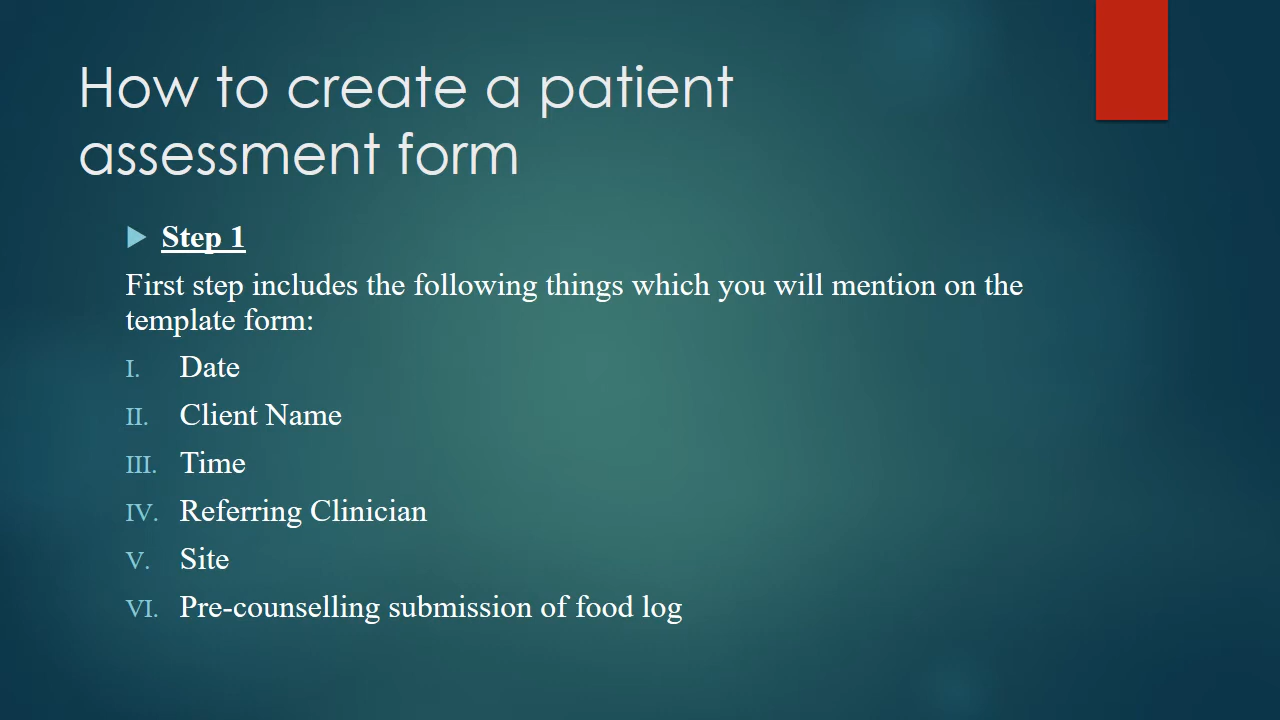 How to create a patient
assessment form
Step 1
First step includes the following things which you will mention on the
template form:
I. Date
II. Client Name
III. Time
IV. Referring Clinician
V. Site
VI. Pre-counselling submission of food log